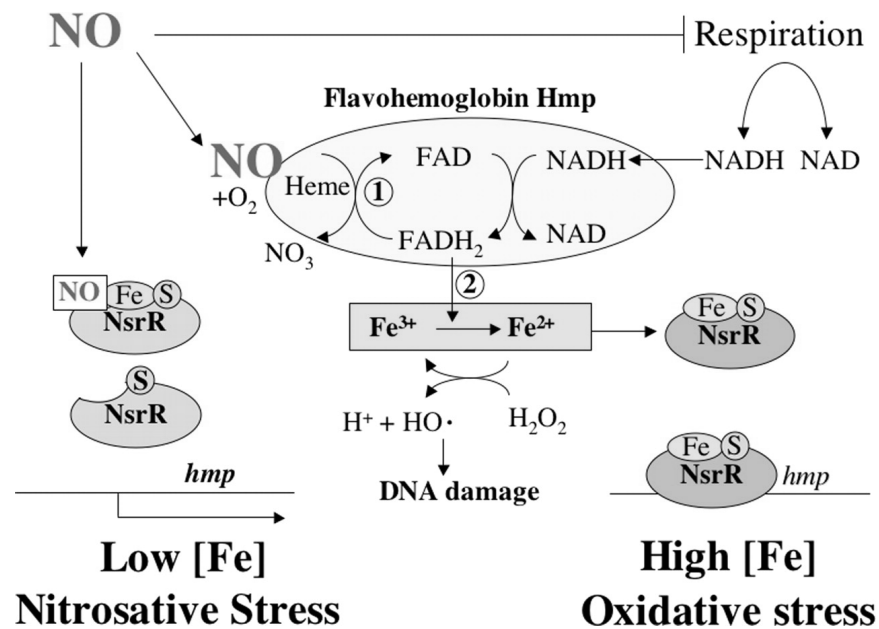 NO
Respiration
Flavohemoglobin Hmp
NO
+O2
Heme
1
FAD
NADH
NADH NAD
NO3
FADH2
NAD
2
NO Fe S
NsrR
Fe3+
Fe2+
Fe S
NsrR
S
NsrR
H+ + HO·
H2O2
DNA damage
hmp
Fe S
NsrR
hmp
Low [Fe]
Nitrosative Stress
High [Fe]
Oxidative stress